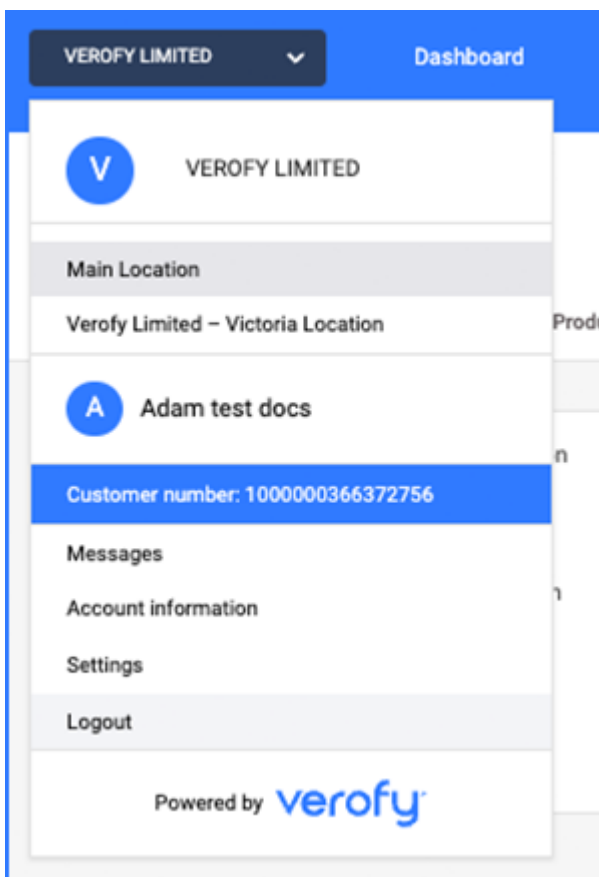 VEROFY LIMITED
Dashboard
V
VEROFY LIMITED
Main Location
Verofy Limited – Victoria Location
A
Adam test docs
Customer number: 1000000366372756
Messages
Account information
Settings
Logout
Powered by verofy